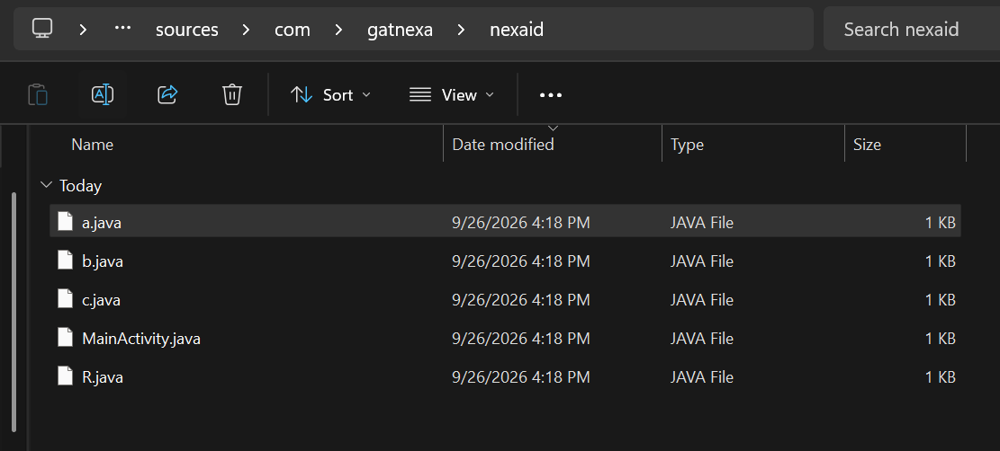 sources > com > gatnexa > nexaid Search nexaid
Sort View
Name Date modified Type Size
Today
a.java 9/26/2026 4:18 PM JAVA File 1 KB
b.java 9/26/2026 4:18 PM JAVA File 1 KB
c.java 9/26/2026 4:18 PM JAVA File 1 KB
MainActivity.java 9/26/2026 4:18 PM JAVA File 1 KB
R.java 9/26/2026 4:18 PM JAVA File 1 KB